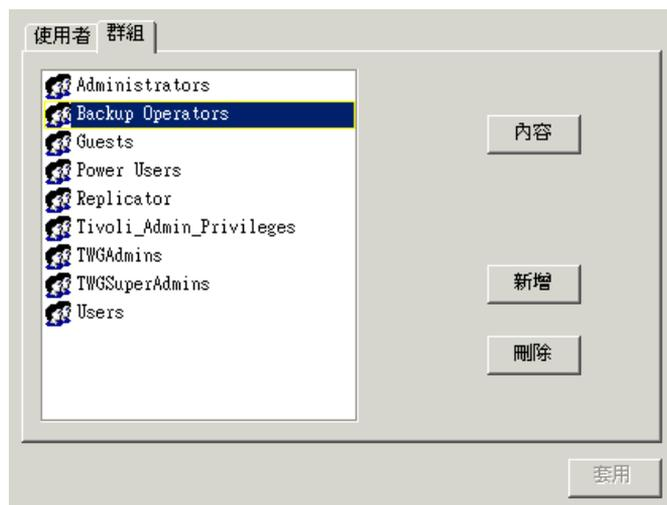 使用者 群組
Administrators
Backup Operators
Guests
Power Users
Replicator
Tivoli_Admin_Privileges
TWGAdmins
TWGSuperAdmins
Users
內容
新增
刪除
套用